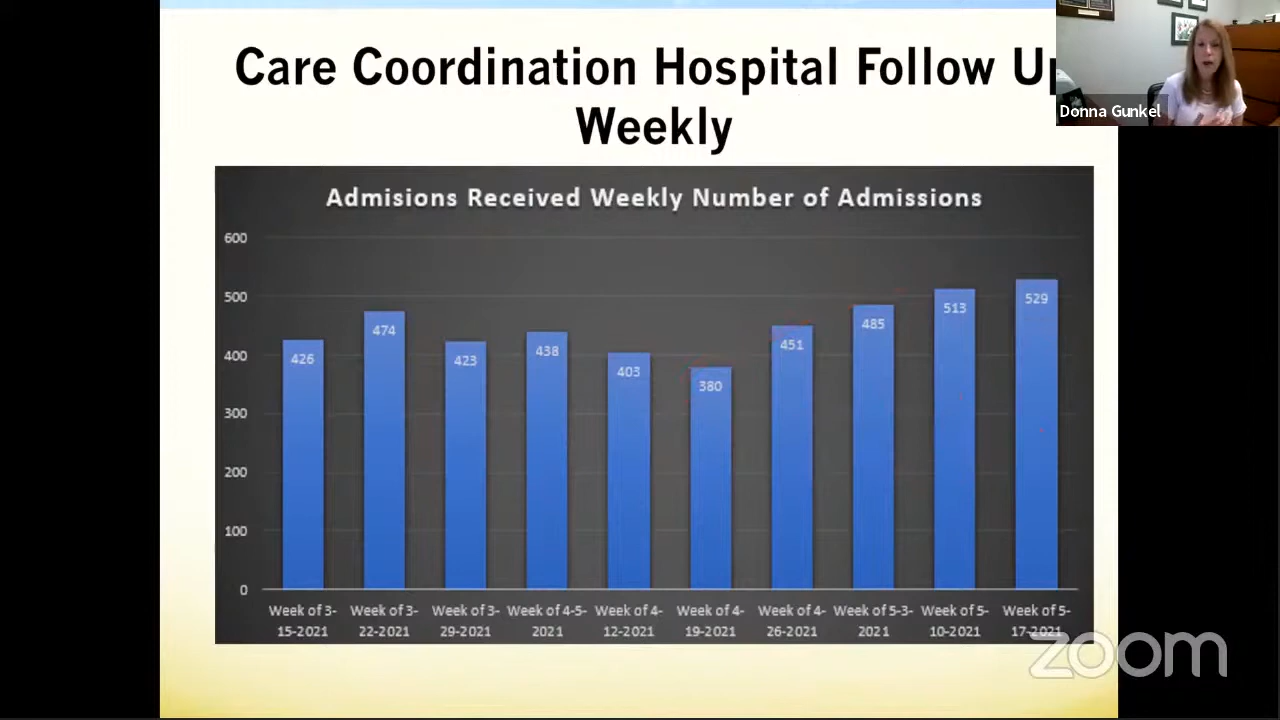 Care Coordination Hospital Follow Up
Weekly
Donna Gunkel
Admisions Received Weekly Number of Admissions
600
500
400
300
200
100
0
426
474
423
438
403
380
451
485
513
529
Week of 3-
15-2021
Week of 3-
22-2021
Week of 3-
29-2021
Week of 4-5-
2021
Week of 4-
12-2021
Week of 4-
19-2021
Week of 4-
26-2021
Week of 5-3-
2021
Week of 5-
10-2021
Week of 5-
17-2021
zoom